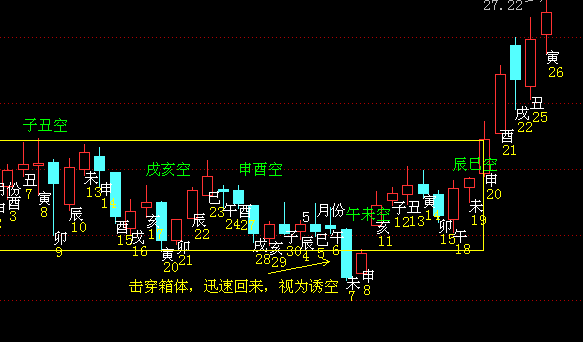 27.22
寅
26
戌
22
丑
25
酉
21
子丑空
戌亥空
申酉空
午未空
辰巳空
月份
酉
3
丑
7
寅
8
卯
9
辰
10
未
13
申
14
酉
15
戌
16
亥
寅
20
卯
21
辰
22
巳
23
午
24
酉
27
戌
28
亥
29
子
30
5
月份
辰
4
巳
5
午
6
未
7
申
8
亥
11
子
12
丑
13
寅
卯
15
午
18
未
19
申
20
击穿箱体，迅速回来，视为诱空